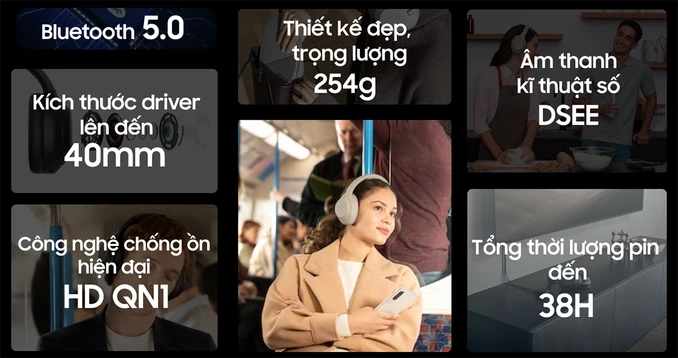 Bluetooth 5.0
Kích thước driver
lên đến
40mm
Công nghệ chống ồn
hiện đại
HD QN1
Thiết kế đẹp,
trọng lượng
254g
Âm thanh
kĩ thuật số
DSEE
Tổng thời lượng pin
đến
38H